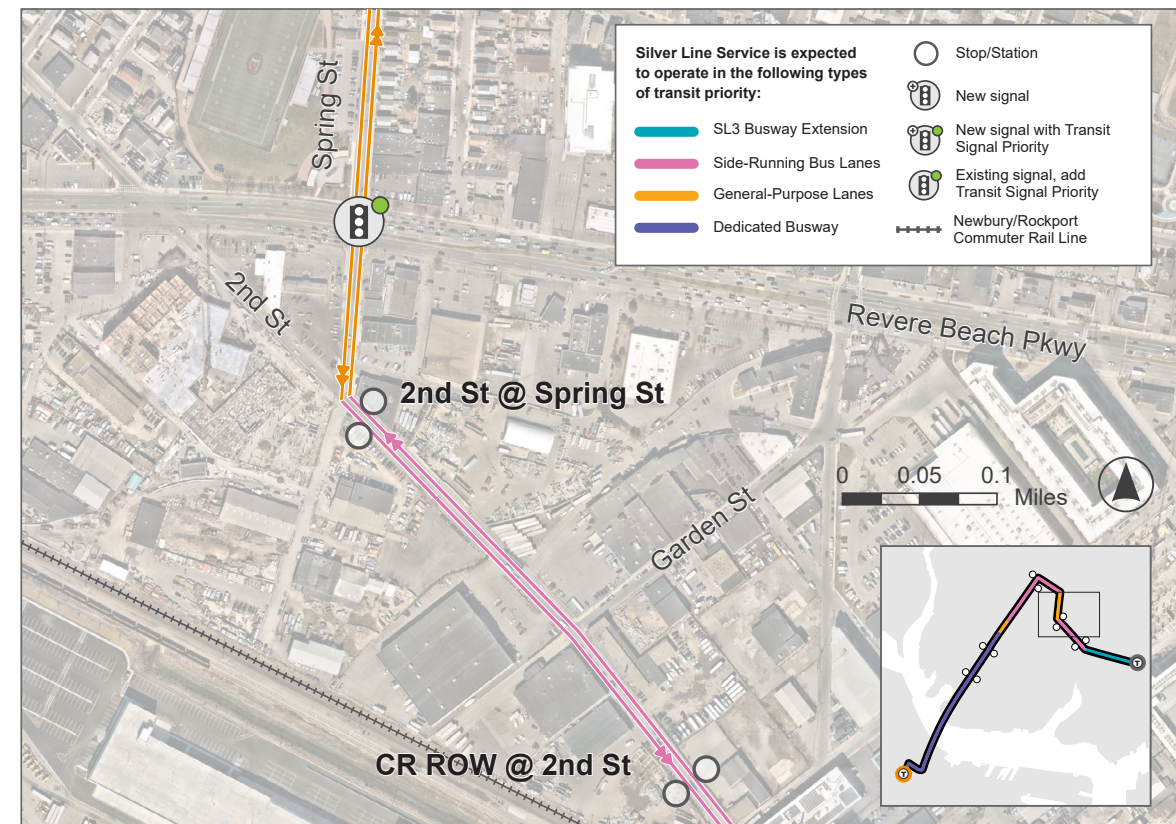 Spring St
Silver Line Service is expected
to operate in the following types
of transit priority:
SL3 Busway Extension
Side-Running Bus Lanes
General-Purpose Lanes
Dedicated Busway
Stop/Station
New signal
New signal with Transit
Signal Priority
Existing signal, add
Transit Signal Priority
Newbury/Rockport
Commuter Rail Line
2nd St
Revere Beach Pkwy
2nd St @ Spring St
0 0.05 0.1
Miles
Garden St
CR ROW @ 2nd St
T
T